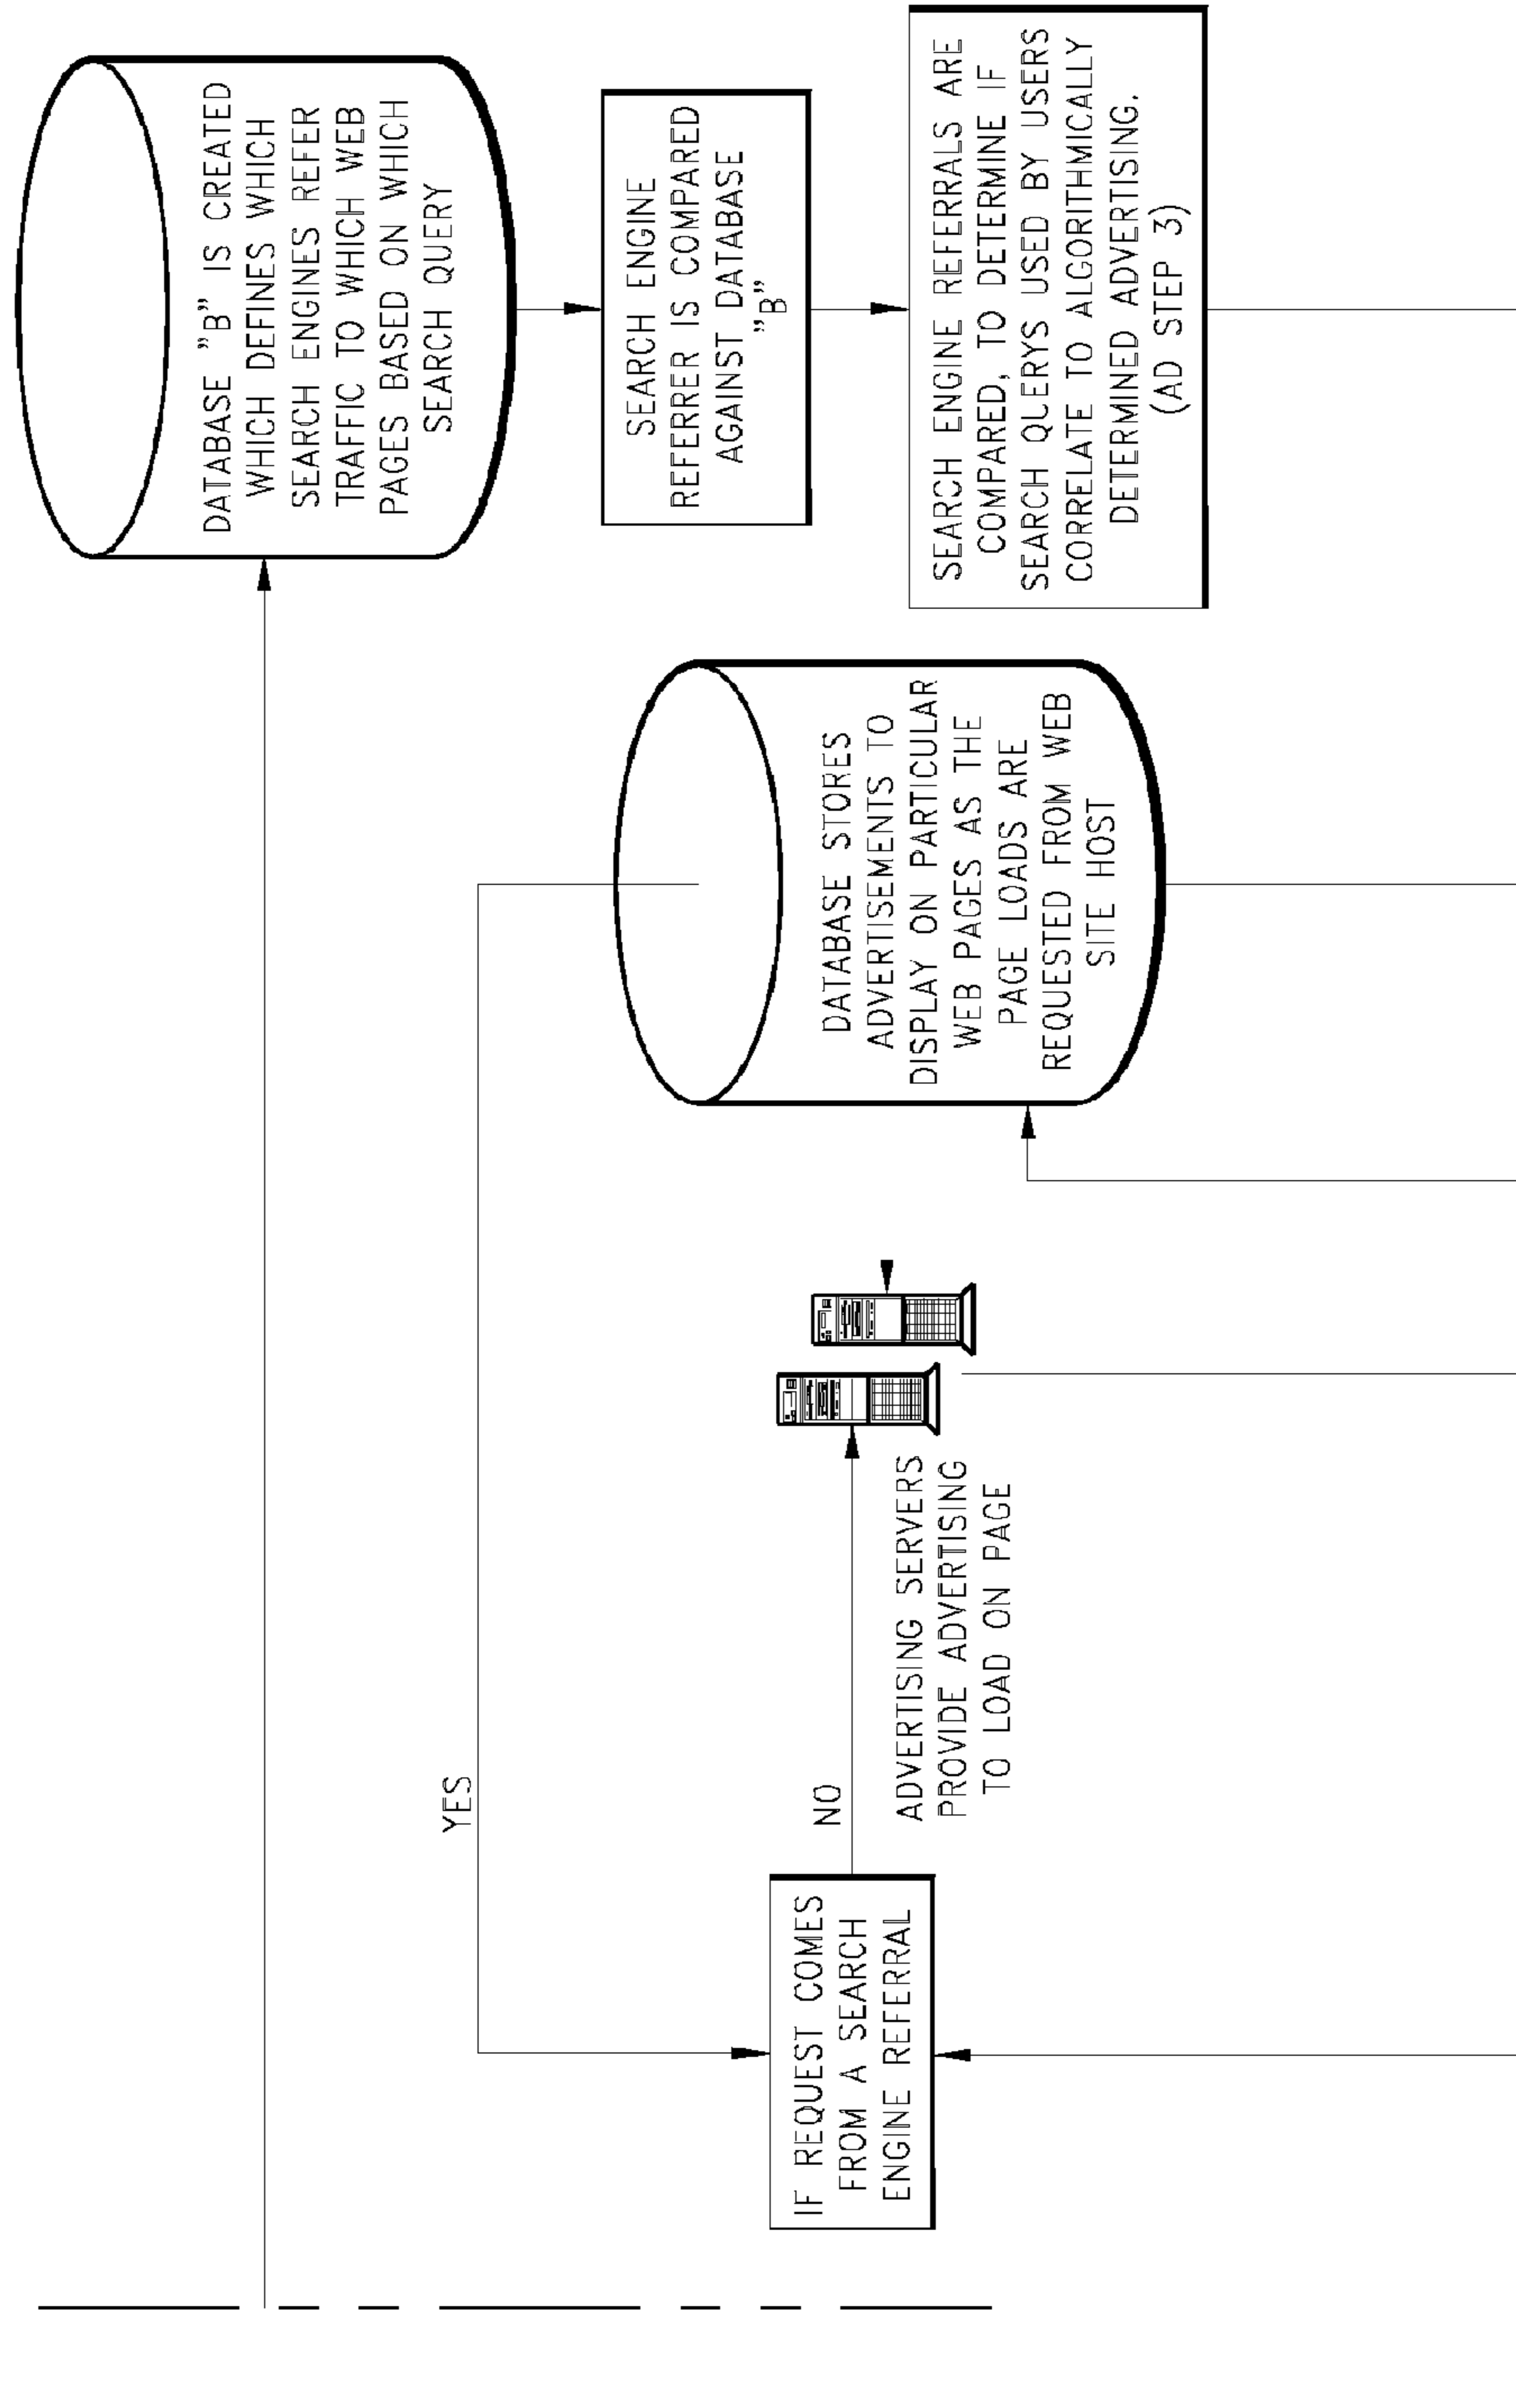 DATABASE "B" IS CREATED
WHICH DEFINES WHICH
SEARCH ENGINES REFER
TRAFFIC TO WHICH WEB
PAGES BASED ON WHICH
SEARCH QUERY
SEARCH ENGINE
REFERRER IS COMPARED
AGAINST DATABASE
"B"
SEARCH ENGINE REFERRALS ARE
COMPARED, TO DETERMINE IF
SEARCH QUERYS USED BY USERS
CORRELATE TO ALGORITHMICALLY
DETERMINED ADVERTISING.
(AD STEP 3)
DATABASE STORES
ADVERTISEMENTS TO
DISPLAY ON PARTICULAR
WEB PAGES AS THE
PAGE LOADS ARE
REQUESTED FROM WEB
SITE HOST
YES
NO
ADVERTISING SERVERS
PROVIDE ADVERTISING
TO LOAD ON PAGE
IF REQUEST COMES
FROM A SEARCH
ENGINE REFERRAL